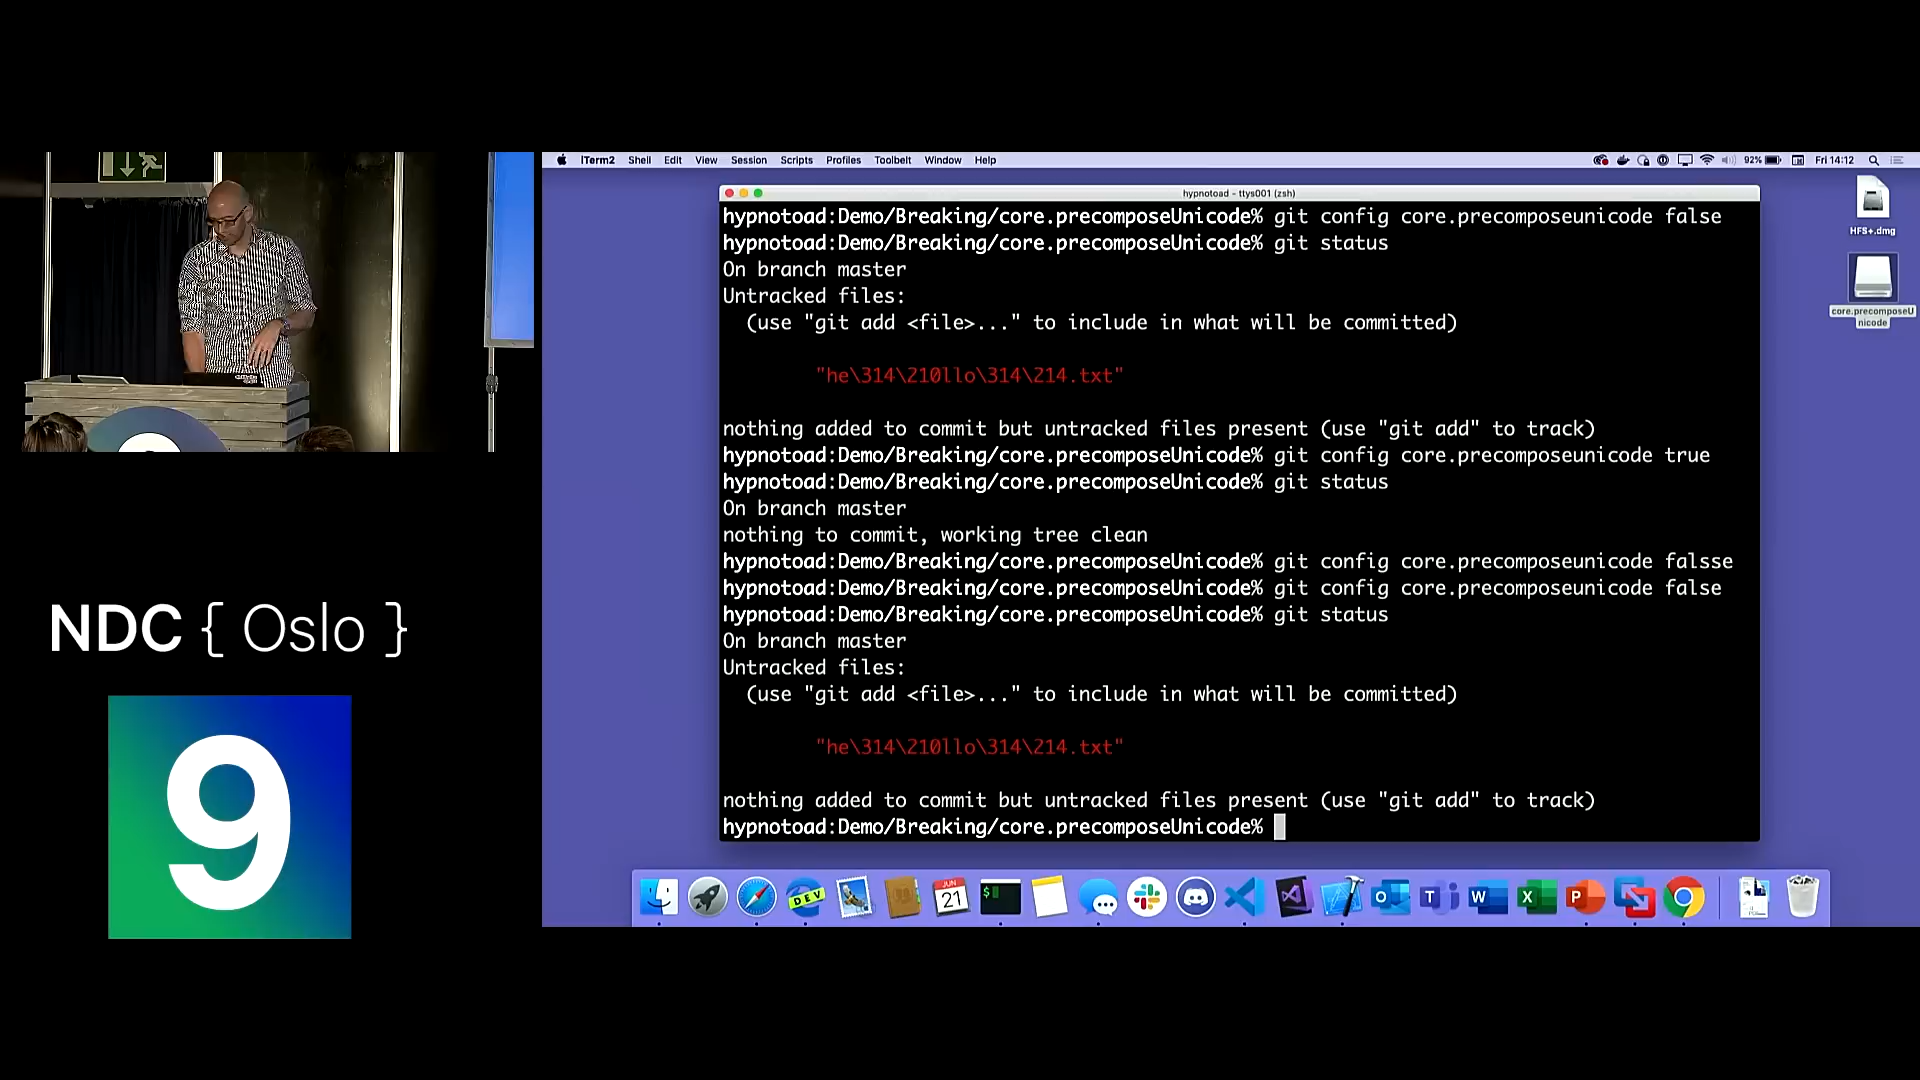 iTerm2 Shell Edit View Session Scripts Profiles Toolbelt Window Help
92% Fri 14:12
hypnotoad - ttys001 (zsh)
hypnotoad:Demo/Breaking/core.precomposeUnicode% git config core.precomposeunicode false
hypnotoad:Demo/Breaking/core.precomposeUnicode% git status
On branch master
Untracked files:
(use "git add <file>..." to include in what will be committed)
"he\314\210llo\314\214.txt"
nothing added to commit but untracked files present (use "git add" to track)
hypnotoad:Demo/Breaking/core.precomposeUnicode% git config core.precomposeunicode true
hypnotoad:Demo/Breaking/core.precomposeUnicode% git status
On branch master
nothing to commit, working tree clean
hypnotoad:Demo/Breaking/core.precomposeUnicode% git config core.precomposeunicode falsse
hypnotoad:Demo/Breaking/core.precomposeUnicode% git config core.precomposeunicode false
hypnotoad:Demo/Breaking/core.precomposeUnicode% git status
On branch master
Untracked files:
(use "git add <file>..." to include in what will be committed)
"he\314\210llo\314\214.txt"
nothing added to commit but untracked files present (use "git add" to track)
hypnotoad:Demo/Breaking/core.precomposeUnicode%
HFS+.dmg
core.precomposeU
nicode
NDC { Oslo }
9
DEV
JUN
21
$
O
T
W
X
P